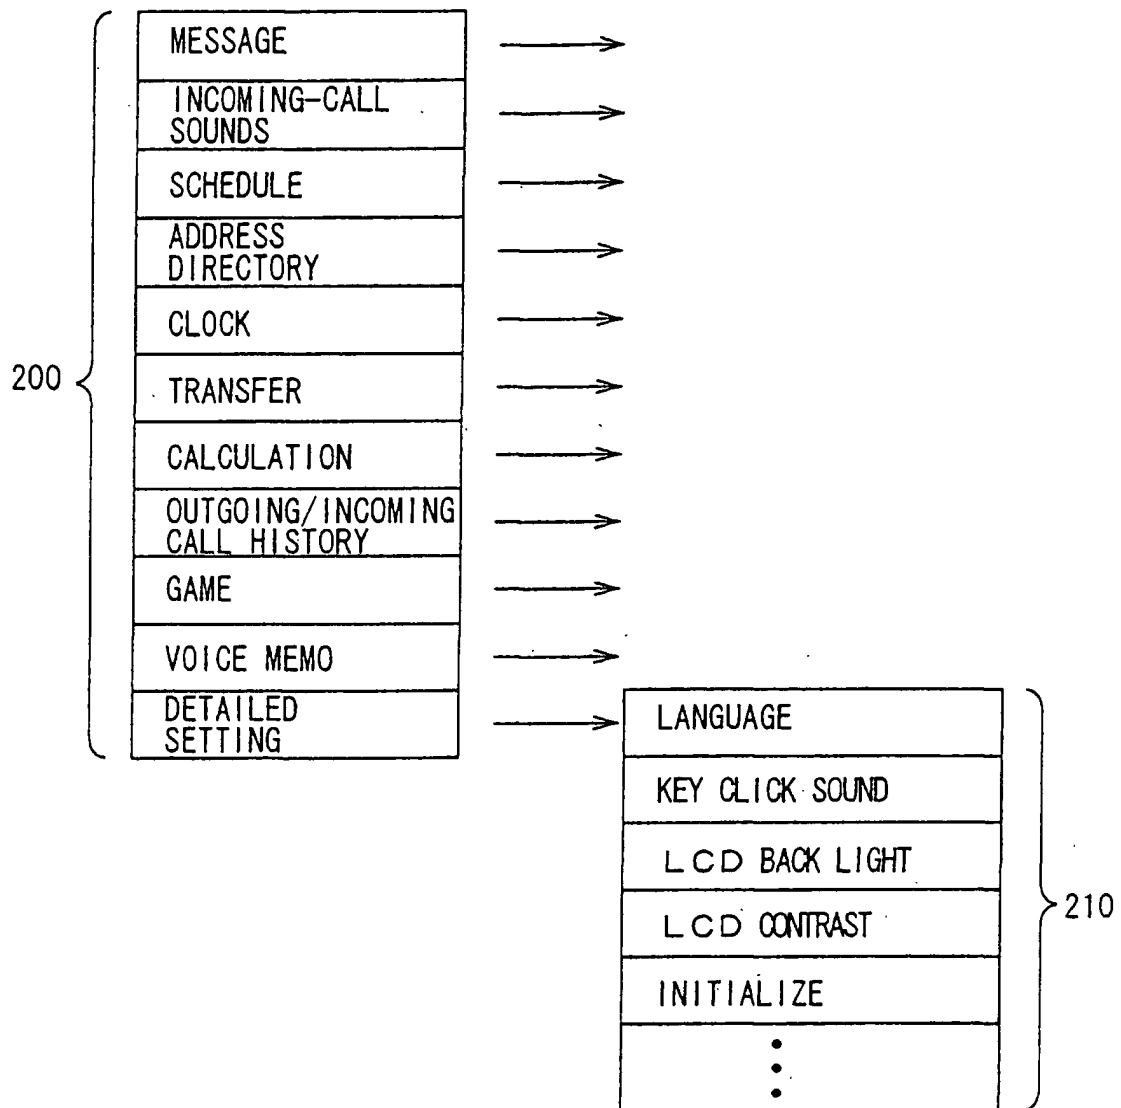 MESSAGE
INCOMING-CALL
SOUNDS
SCHEDULE
ADDRESS
DIRECTORY
CLOCK
200
TRANSFER
CALCULATION
OUTGOING/INCOMING
CALL HISTORY
GAME
VOICE MEMO
DETAILED
SETTING
LANGUAGE
KEY CLICK SOUND
LCD BACK LIGHT
210
LCD CONTRAST
INITIALIZE